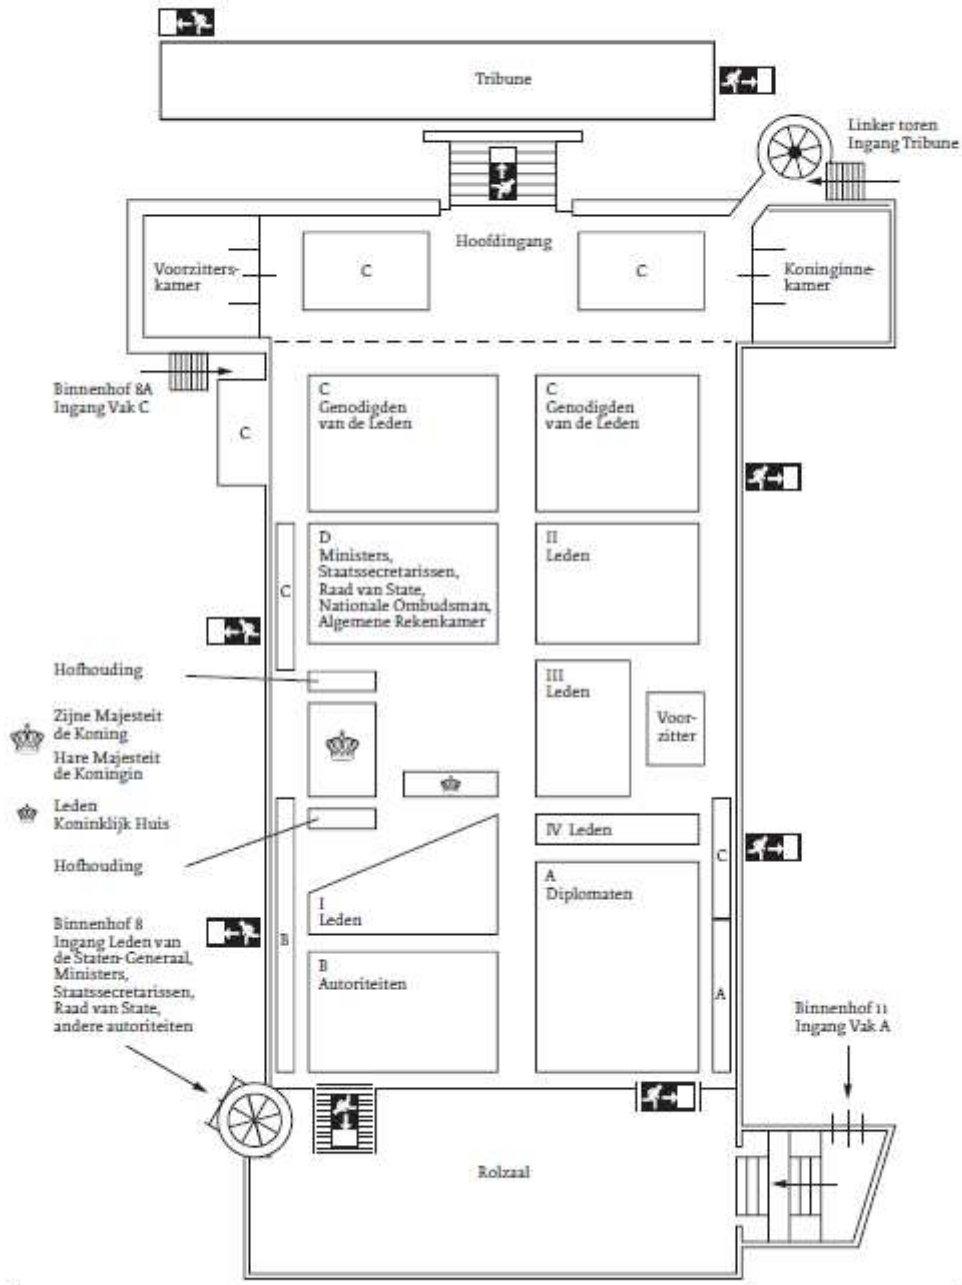 Tribune
Linker toren
Ingang Tribune
Hoofdingang
Voorzitters-
kamer
C
C
Koninginne-
kamer
Binnenhof 8A
Ingang Vak C
C
C
Genodigden
van de Leden
C
Genodigden
van de Leden
C
D
Ministers,
Staatssecretarissen,
Raad van State,
Nationale Ombudsman,
Algemene Rekenkamer
II
Leden
Hofhouding
III
Leden
Voor-
zitter
Zijne Majesteit
de Koning
Hare Majesteit
de Koningin
Leden
Koninklijk Huis
Hofhouding
IV Leden
C
A
Diplomaten
I
Leden
B
B
Autoriteiten
A
Binnenhof 8
Ingang Leden van
de Staten-Generaal,
Ministers,
Staatssecretarissen,
Raad van State,
andere autoriteiten
Binnenhof 11
Ingang Vak A
Rolzaal